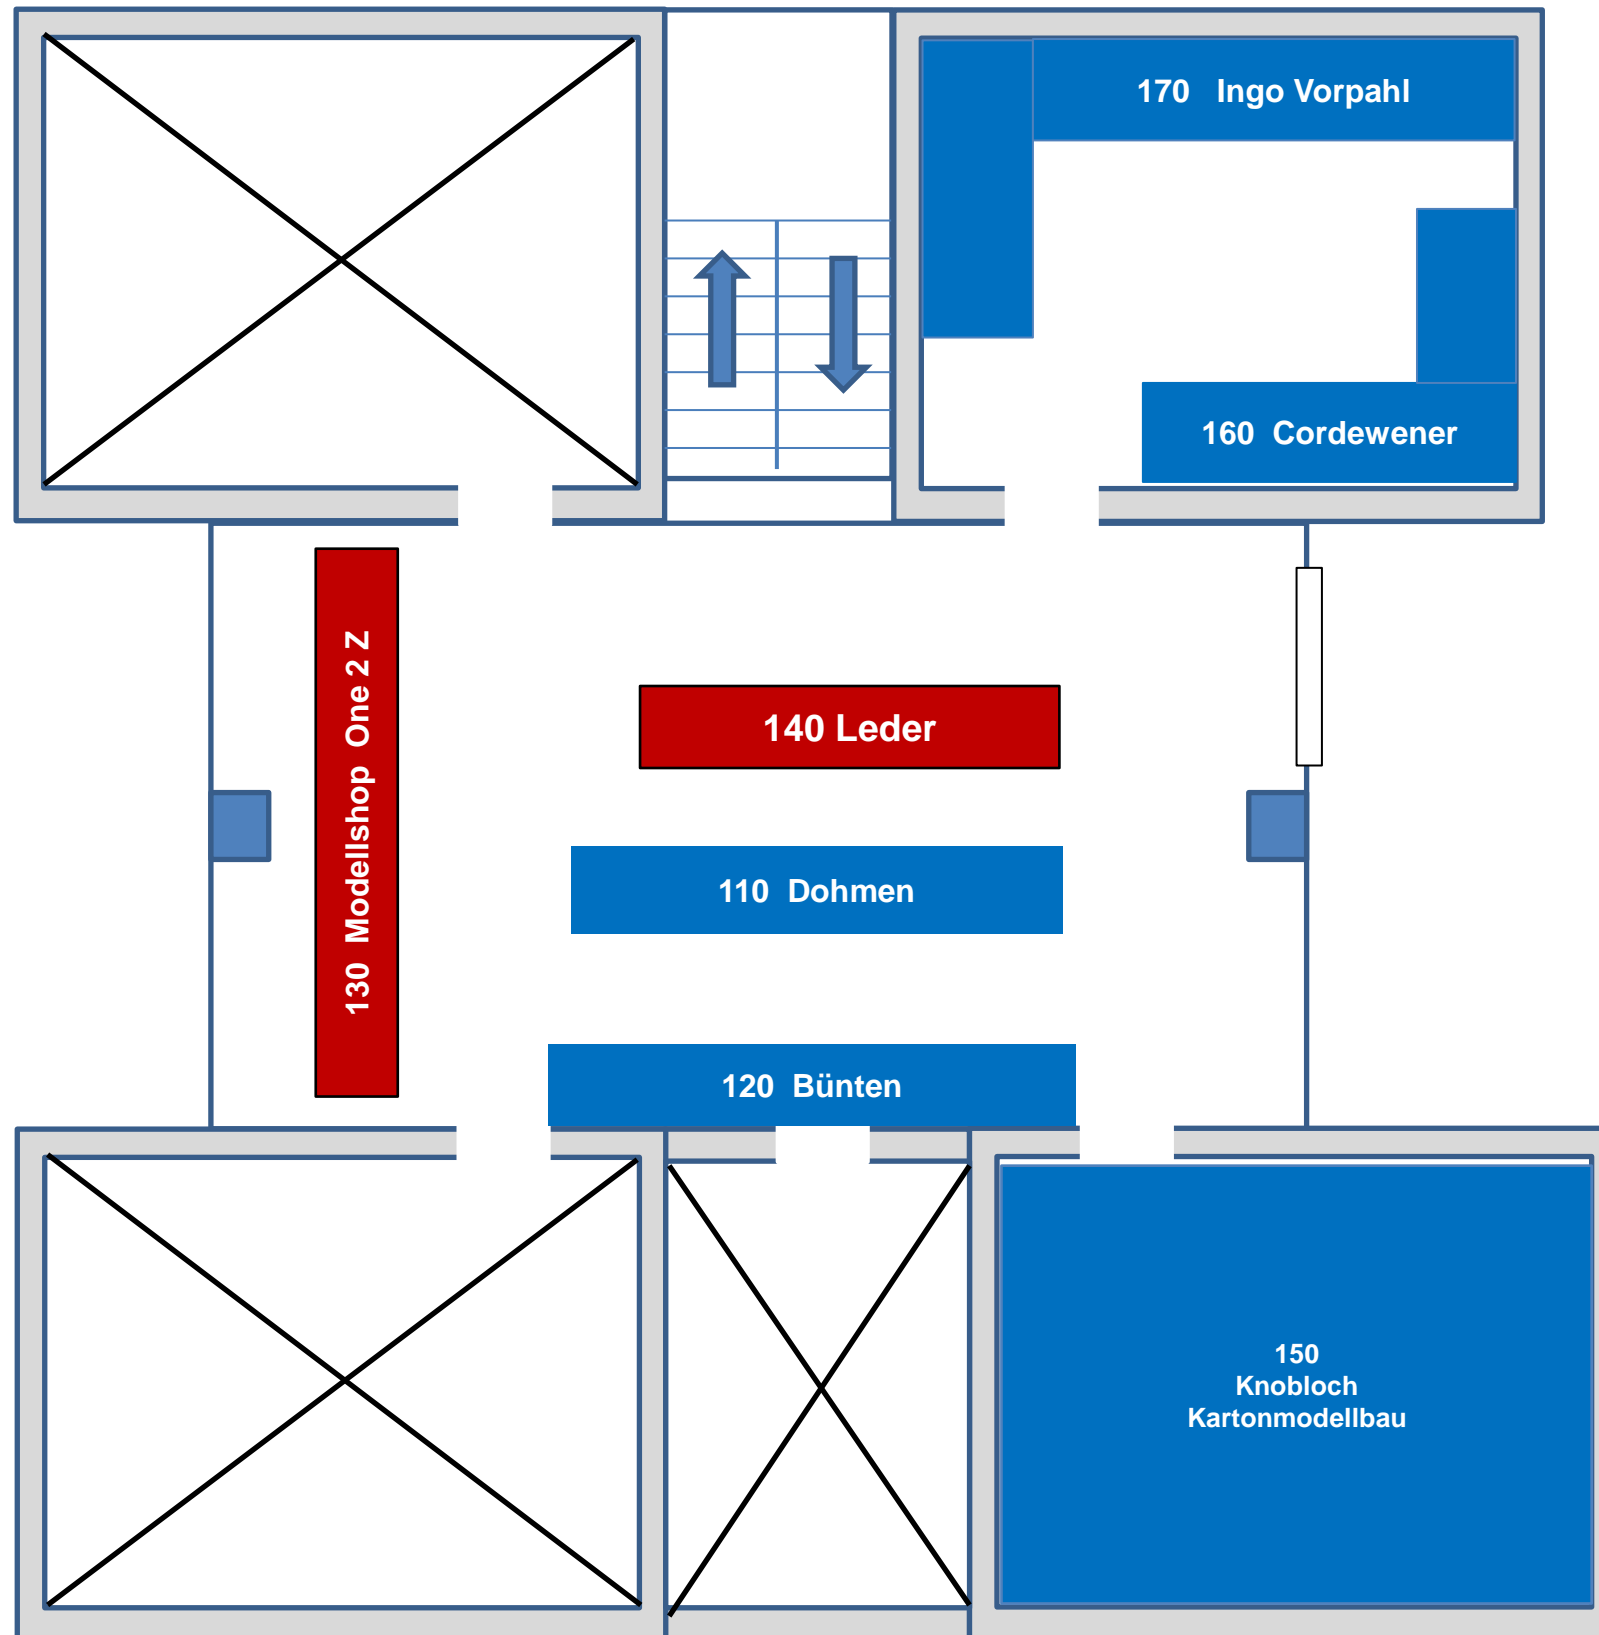 170 Ingo Vorpahl
160 Cordewener
130 Modellshop One 2 Z
140 Leder
110 Dohmen
120 Bünten
150
Knobloch
Kartonmodellbau